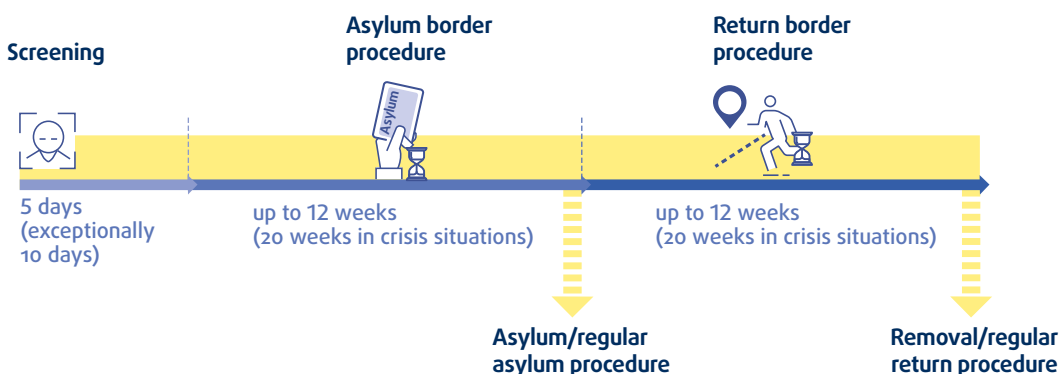 Screening
Asylum border
procedure
Return border
procedure
Asylum
5 days
(exceptionally
10 days)
up to 12 weeks
(20 weeks in crisis situations)
up to 12 weeks
(20 weeks in crisis situations)
Asylum/regular
asylum procedure
Removal/regular
return procedure